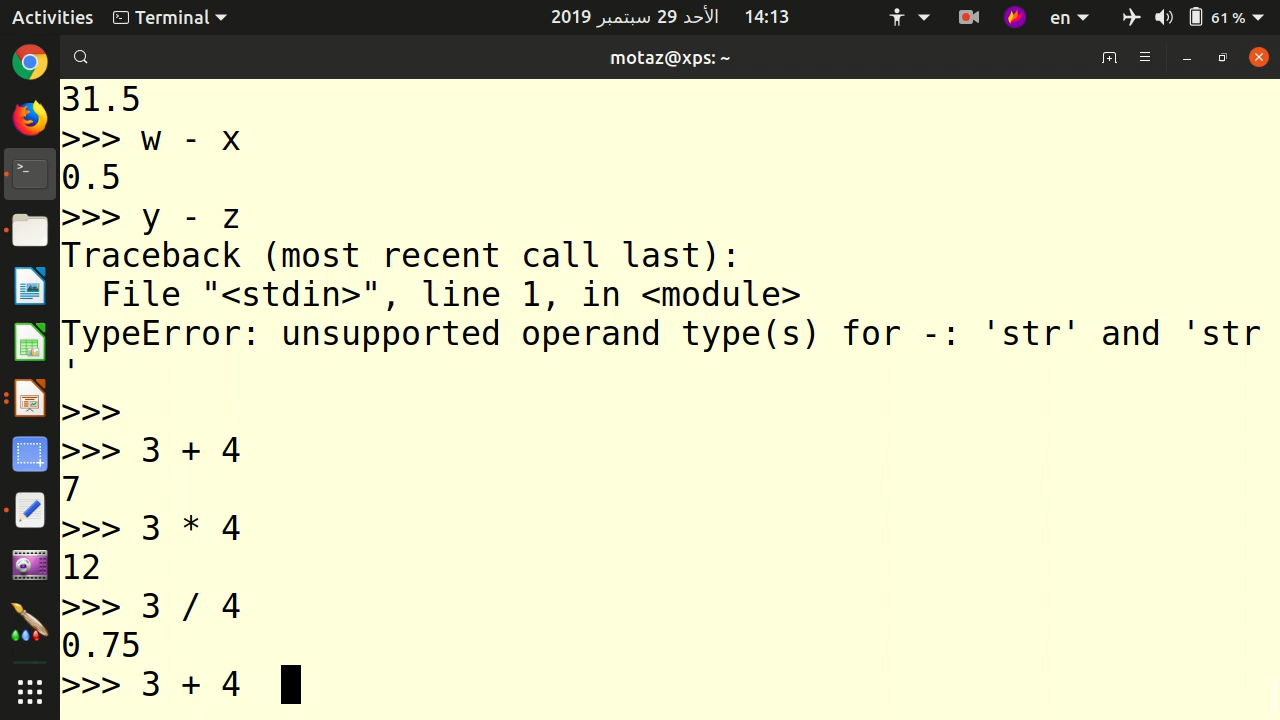 Activities Terminal الأحد 29 سبتمبر 2019 14:13 en 61 %
motaz@xps: ~
31.5
>>> w - x
0.5
>>> y - z
Traceback (most recent call last):
  File "<stdin>", line 1, in <module>
TypeError: unsupported operand type(s) for -: 'str' and 'str
'
>>>
>>> 3 + 4
7
>>> 3 * 4
12
>>> 3 / 4
0.75
>>> 3 + 4